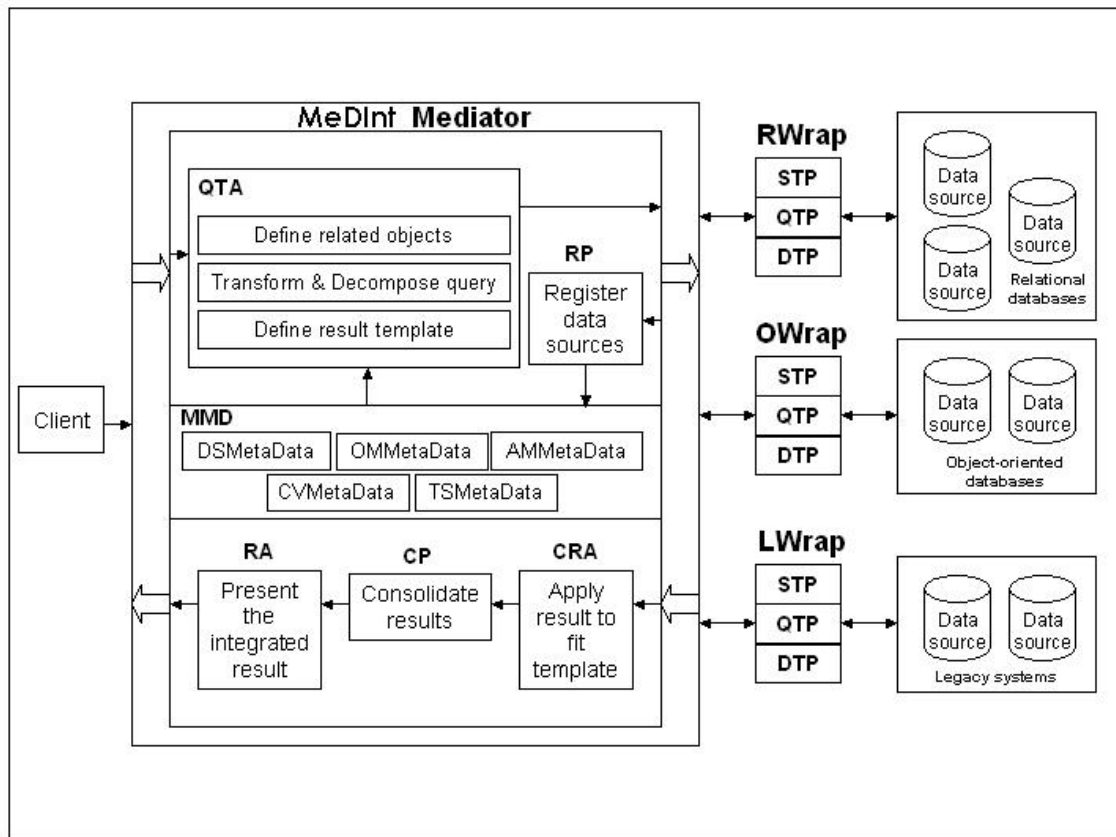 MeDInt Mediator
QTA
Define related objects
Transform & Decompose query
Define result template
RP
Register
data
sources
Client
MMD
DSMetaData
OMMetaData
AMMetaData
CVMetaData
TSMetaData
RA
Present
the
integrated
result
CP
Consolidate
results
CRA
Apply
result to
fit
template
RWrap
STP
QTP
DTP
Data
source
Data
source
Data
source
Relational
databases
OWrap
STP
QTP
DTP
Data
source
Data
source
Object-oriented
databases
LWrap
STP
QTP
DTP
Data
source
Data
source
Legacy systems